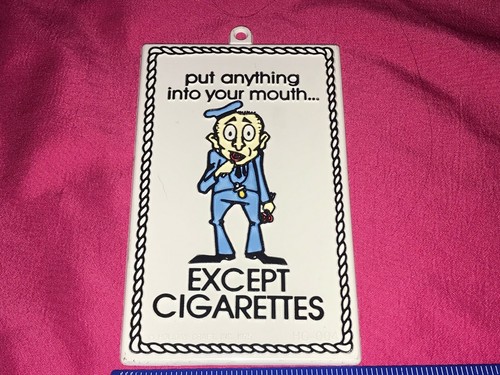 put anything
into your mouth...
EXCEPT
CIGARETTES